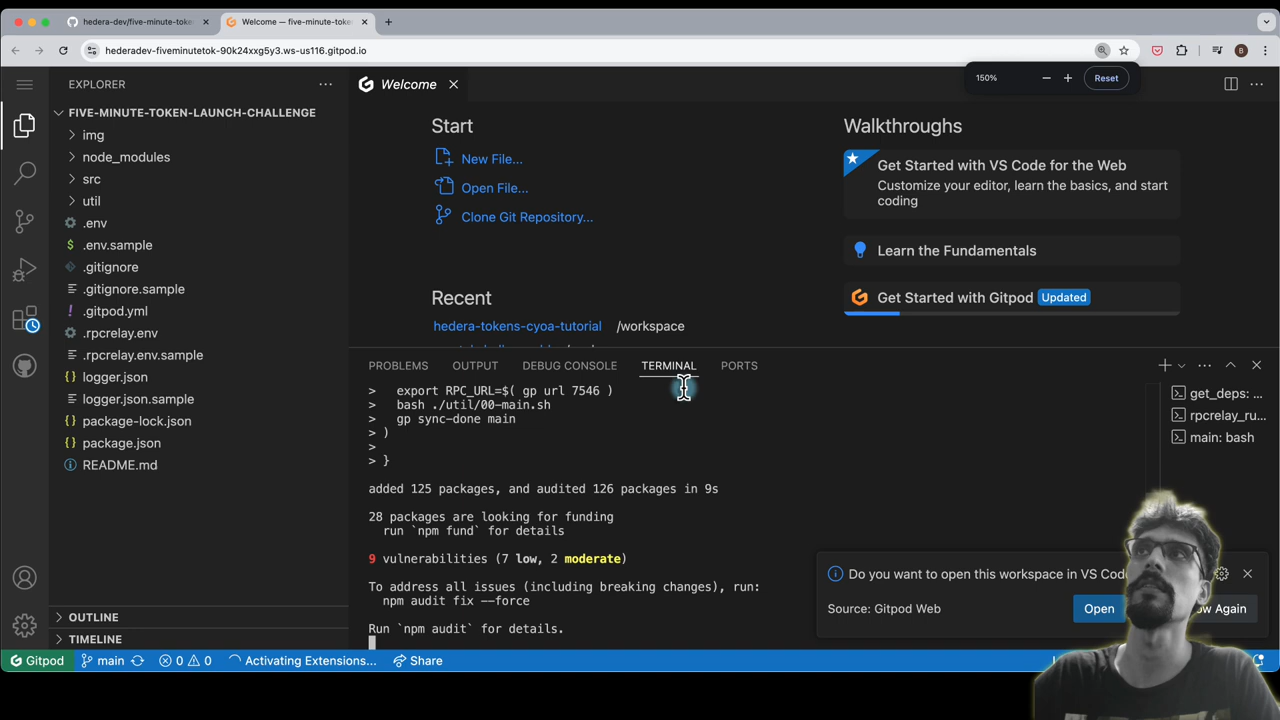 hedera-dev/five-minute-toke
Welcome — five-minute-toke
hederadev-fiveminutetok-90k24xxg5y3.ws-us116.gitpod.io
B
150%
Reset
EXPLORER
Welcome
FIVE-MINUTE-TOKEN-LAUNCH-CHALLENGE
img
node_modules
src
util
.env
.env.sample
.gitignore
.gitignore.sample
.gitpod.yml
.rpcrelay.env
.rpcrelay.env.sample
logger.json
logger.json.sample
package-lock.json
package.json
README.md
OUTLINE
TIMELINE
Start
New File...
Open File...
Clone Git Repository...
Recent
hedera-tokens-cyoa-tutorial /workspace
Walkthroughs
Get Started with VS Code for the Web
Customize your editor, learn the basics, and start
coding
Learn the Fundamentals
Get Started with Gitpod Updated
PROBLEMS OUTPUT DEBUG CONSOLE TERMINAL PORTS
> export RPC_URL=$( gp url 7546 )
> bash ./util/00-main.sh
> gp sync-done main
> )
>
> }
added 125 packages, and audited 126 packages in 9s
28 packages are looking for funding
run `npm fund` for details
9 vulnerabilities (7 low, 2 moderate)
To address all issues (including breaking changes), run:
npm audit fix --force
Run `npm audit` for details.
get_deps: ...
rpcrelay_ru...
main: bash
Do you want to open this workspace in VS Code
Source: Gitpod Web
Open
ow Again
Gitpod main 0 0 Activating Extensions... Share